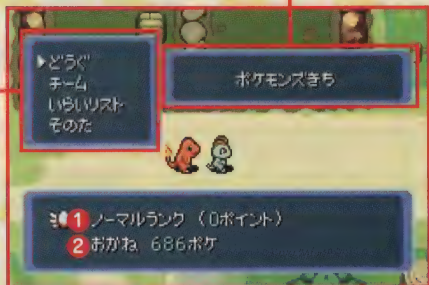 どうぐ
チーム
いらいリスト
そのた
ポケモンズきち
1 ノーマルランク (0ポイント)
2 おかね 686ポケ